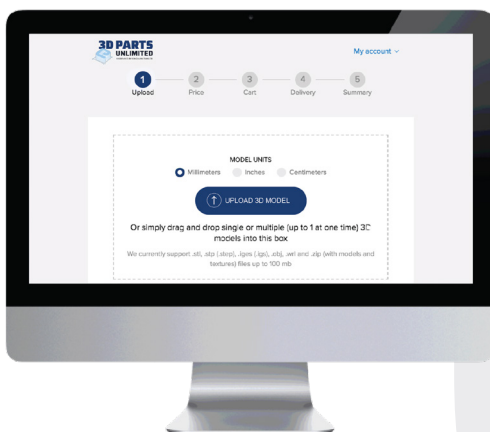 3D PARTS
UNLIMITED
My account
1 2 3 4 5
Upload Price Cart Delivery Summary
MODEL UNITS
Millimeters Inches Centimeters
UPLOAD 3D MODEL
Or simply drag and drop single or multiple (up to 1 at one time) 3D
models into this box
We currently support .stl, .stp (.step), .iges (.igs), .obj, .wrl and .zip (with models and
textures) files up to 100 mb